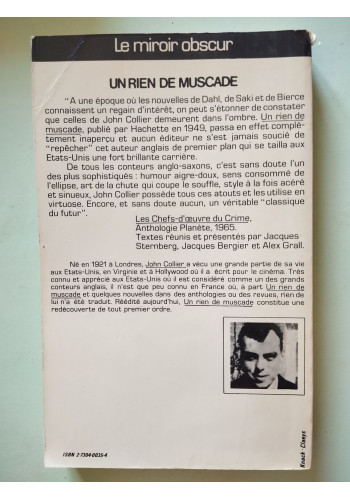 Le miroir obscur
UN RIEN DE MUSCADE
"A une époque où les nouvelles de Dahl, de Saki et de Bierce
connaissent un regain d'intérêt, on peut s'étonner de constater
que celles de John Collier demeurent dans l'ombre. Un rien de
muscade, publié par Hachette en 1949, passa en effet complè-
tement inaperçu et aucun éditeur ne s'est jamais soucié de
"repêcher" cet auteur anglais de premier plan qui se tailla aux
Etats-Unis une fort brillante carrière.
De tous les conteurs anglo-saxons, c'est sans doute l'un
des plus sophistiqués : humour aigre-doux, sens consommé de
l'ellipse, art de la chute qui coupe le souffle, style à la fois acéré
et sinueux, John Collier possède tous ces atouts et les utilise en
virtuose. Encore, et sans doute aucun, un véritable "classique
du futur".
Les Chefs-d'œuvre du Crime,
Anthologie Planète, 1965.
Textes réunis et présentés par Jacques
Sternberg, Jacques Bergier et Alex Grall.
Né en 1921 à Londres, John Collier a vécu une grande partie de sa vie
aux Etats-Unis, en Virginie et à Hollywood où il a écrit pour le cinéma. Très
connu et apprécié aux Etats-Unis où il est considéré comme un des grands
conteurs anglais, il n'est que peu connu en France où, à part Un rien de
muscade et quelques nouvelles dans des anthologies ou des revues, rien de
lui n'a été traduit. Réédité aujourd'hui, Un rien de muscade constitue une
redécouverte de tout premier ordre.
ISBN 2-7304-0035-4
Knack-Claeys